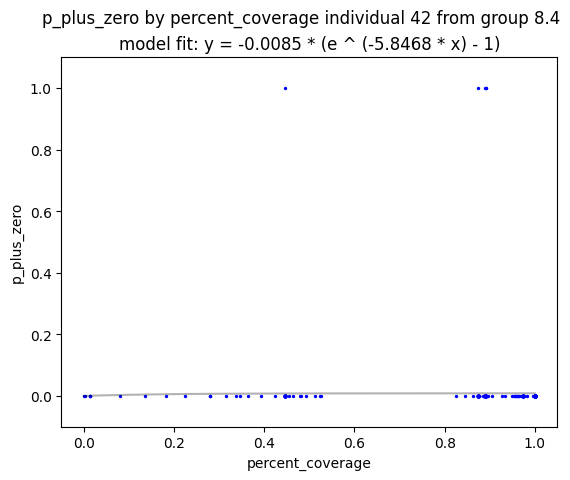 p_plus_zero by percent_coverage individual 42 from group 8.4
model fit: y = -0.0085 * (e ^ (-5.8468 * x) - 1)
1.0
0.8
0.6
0.4
0.2
0.0
p_plus_zero
0.0 0.2 0.4 0.6 0.8 1.0
percent_coverage